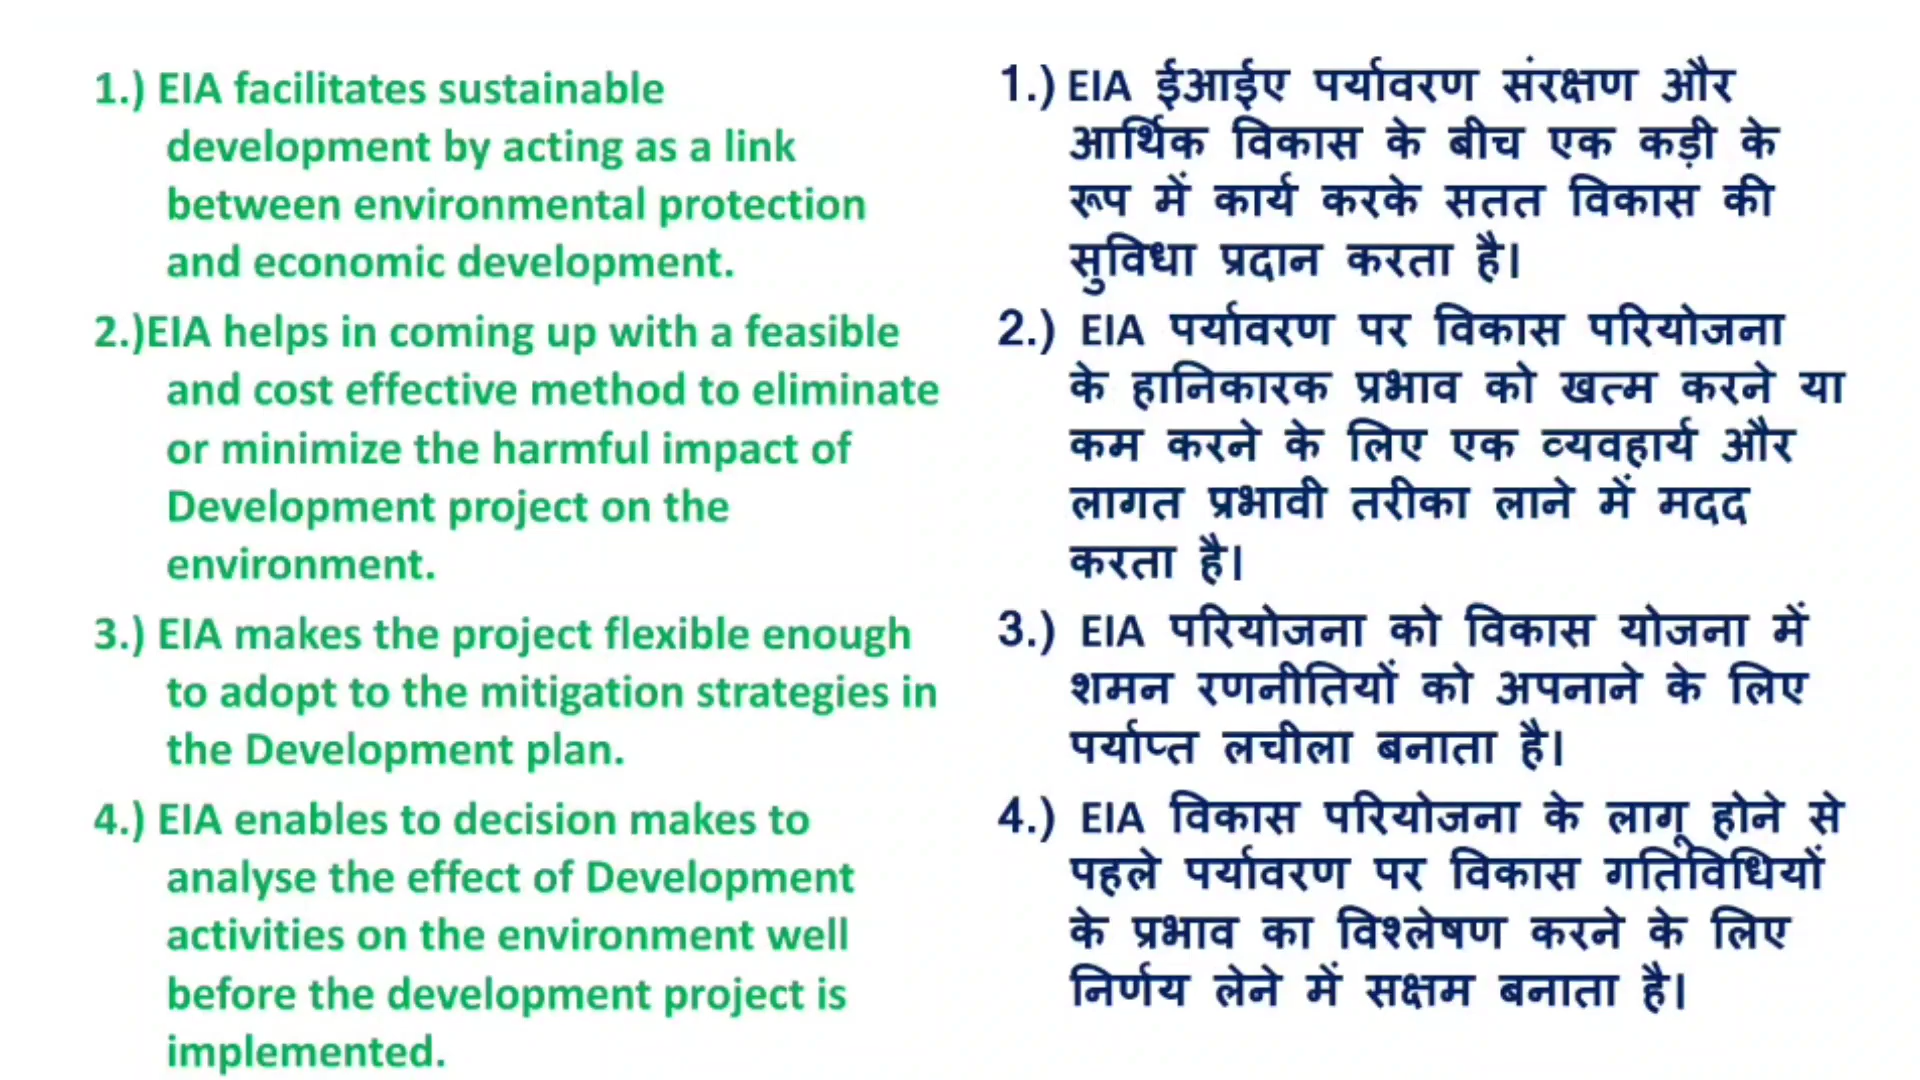 1.) EIA facilitates sustainable
development by acting as a link
between environmental protection
and economic development.
2.)EIA helps in coming up with a feasible
and cost effective method to eliminate
or minimize the harmful impact of
Development project on the
environment.
3.) EIA makes the project flexible enough
to adopt to the mitigation strategies in
the Development plan.
4.) EIA enables to decision makes to
analyse the effect of Development
activities on the environment well
before the development project is
implemented.
1.) EIA ईआईए पर्यावरण संरक्षण और
आर्थिक विकास के बीच एक कड़ी के
रूप में कार्य करके सतत विकास की
सुविधा प्रदान करता है।
2.) EIA पर्यावरण पर विकास परियोजना
के हानिकारक प्रभाव को खत्म करने या
कम करने के लिए एक व्यवहार्य और
लागत प्रभावी तरीका लाने में मदद
करता है।
3.) EIA परियोजना को विकास योजना में
शमन रणनीतियों को अपनाने के लिए
पर्याप्त लचीला बनाता है।
4.) EIA विकास परियोजना के लागू होने से
पहले पर्यावरण पर विकास गतिविधियों
के प्रभाव का विश्लेषण करने के लिए
निर्णय लेने में सक्षम बनाता है।